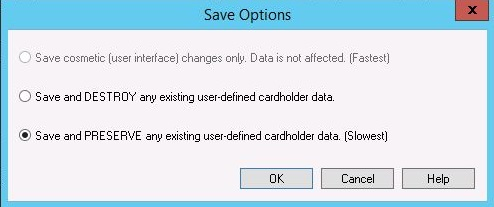 Save Options
x
Save cosmetic (user interface) changes only. Data is not affected. (Fastest)
Save and DESTROY any existing user-defined cardholder data.
Save and PRESERVE any existing user-defined cardholder data. (Slowest)
OK Cancel Help